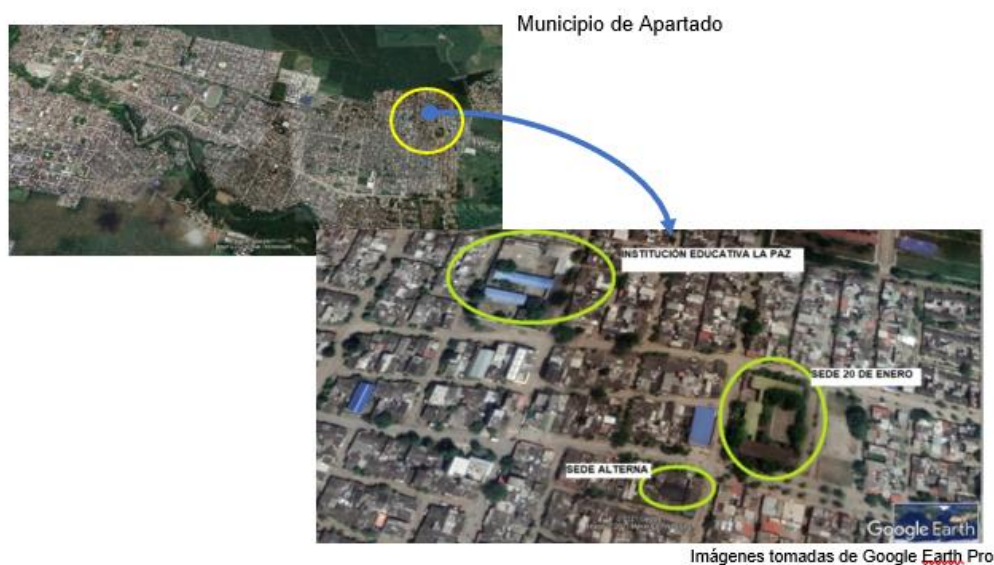 Municipio de Apartado
INSTITUCIÓN EDUCATIVA LA PAZ
SEDE 20 DE ENERO
SEDE ALTERNA
Google Earth
Imágenes tomadas de Google Earth Pro